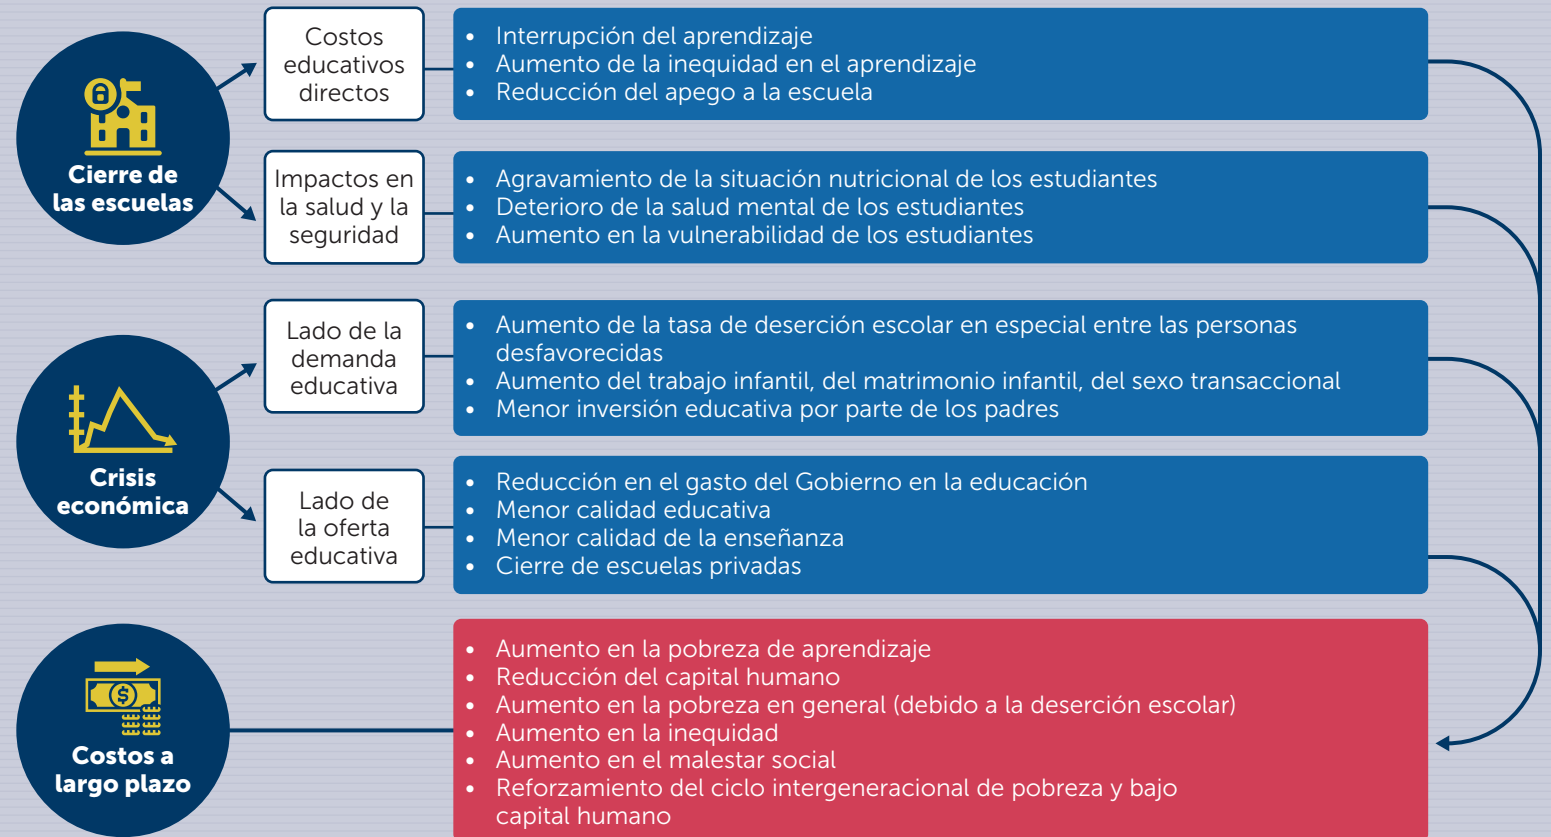 Cierre de
las escuelas
Costos
educativos
directos
• Interrupción del aprendizaje
• Aumento de la inequidad en el aprendizaje
• Reducción del apego a la escuela
Impactos en
la salud y la
seguridad
• Agravamiento de la situación nutricional de los estudiantes
• Deterioro de la salud mental de los estudiantes
• Aumento en la vulnerabilidad de los estudiantes
Crisis
económica
Lado de la
demanda
educativa
• Aumento de la tasa de deserción escolar en especial entre las personas
desfavorecidas
• Aumento del trabajo infantil, del matrimonio infantil, del sexo transaccional
• Menor inversión educativa por parte de los padres
Lado de
la oferta
educativa
• Reducción en el gasto del Gobierno en la educación
• Menor calidad educativa
• Menor calidad de la enseñanza
• Cierre de escuelas privadas
$
Costos a
largo plazo
• Aumento en la pobreza de aprendizaje
• Reducción del capital humano
• Aumento en la pobreza en general (debido a la deserción escolar)
• Aumento en la inequidad
• Aumento en el malestar social
• Reforzamiento del ciclo intergeneracional de pobreza y bajo
capital humano